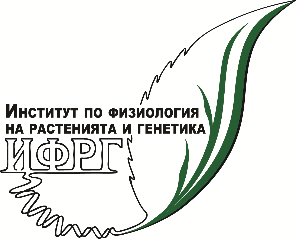 Институт по физиология
на растенията и генетика
ИФРГ